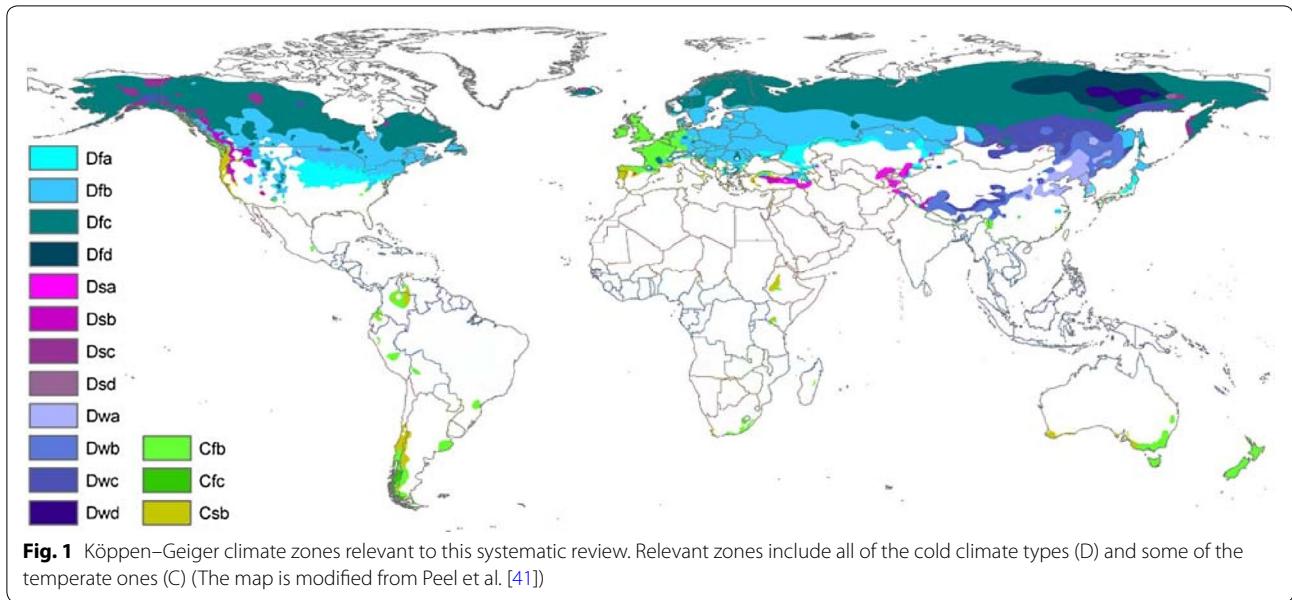 Dfa
Dfb
Dfc
Dfd
Dsa
Dsb
Dsc
Dsd
Dwa
Dwb
Dwc
Dwd
Cfb
Cfc
Csb
Fig. 1 Köppen–Geiger climate zones relevant to this systematic review. Relevant zones include all of the cold climate types (D) and some of the
temperate ones (C) (The map is modified from Peel et al. [41])